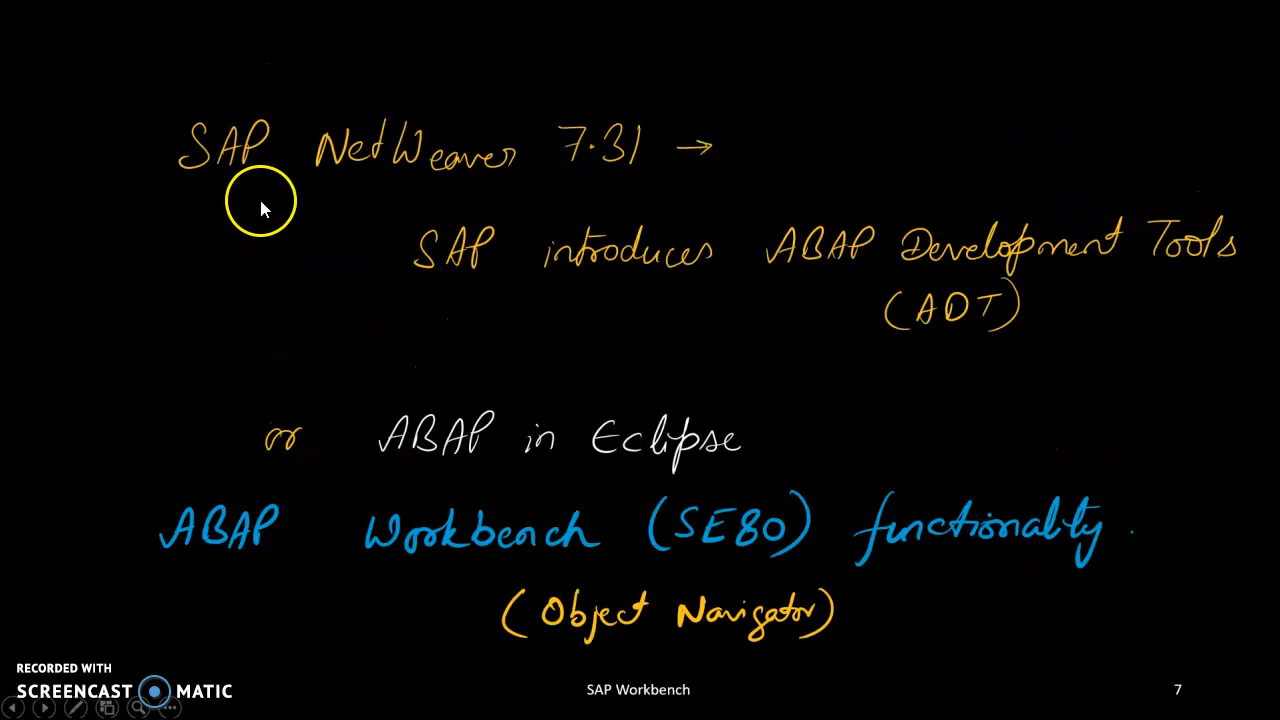 SAP NetWeaver 7.31 →
SAP introduces ABAP Development Tools
(ADT)
or ABAP in Eclipse
ABAP Workbench (SE80) functionality.
(Object Navigator)
RECORDED WITH
SCREENCAST MATIC
SAP Workbench
7